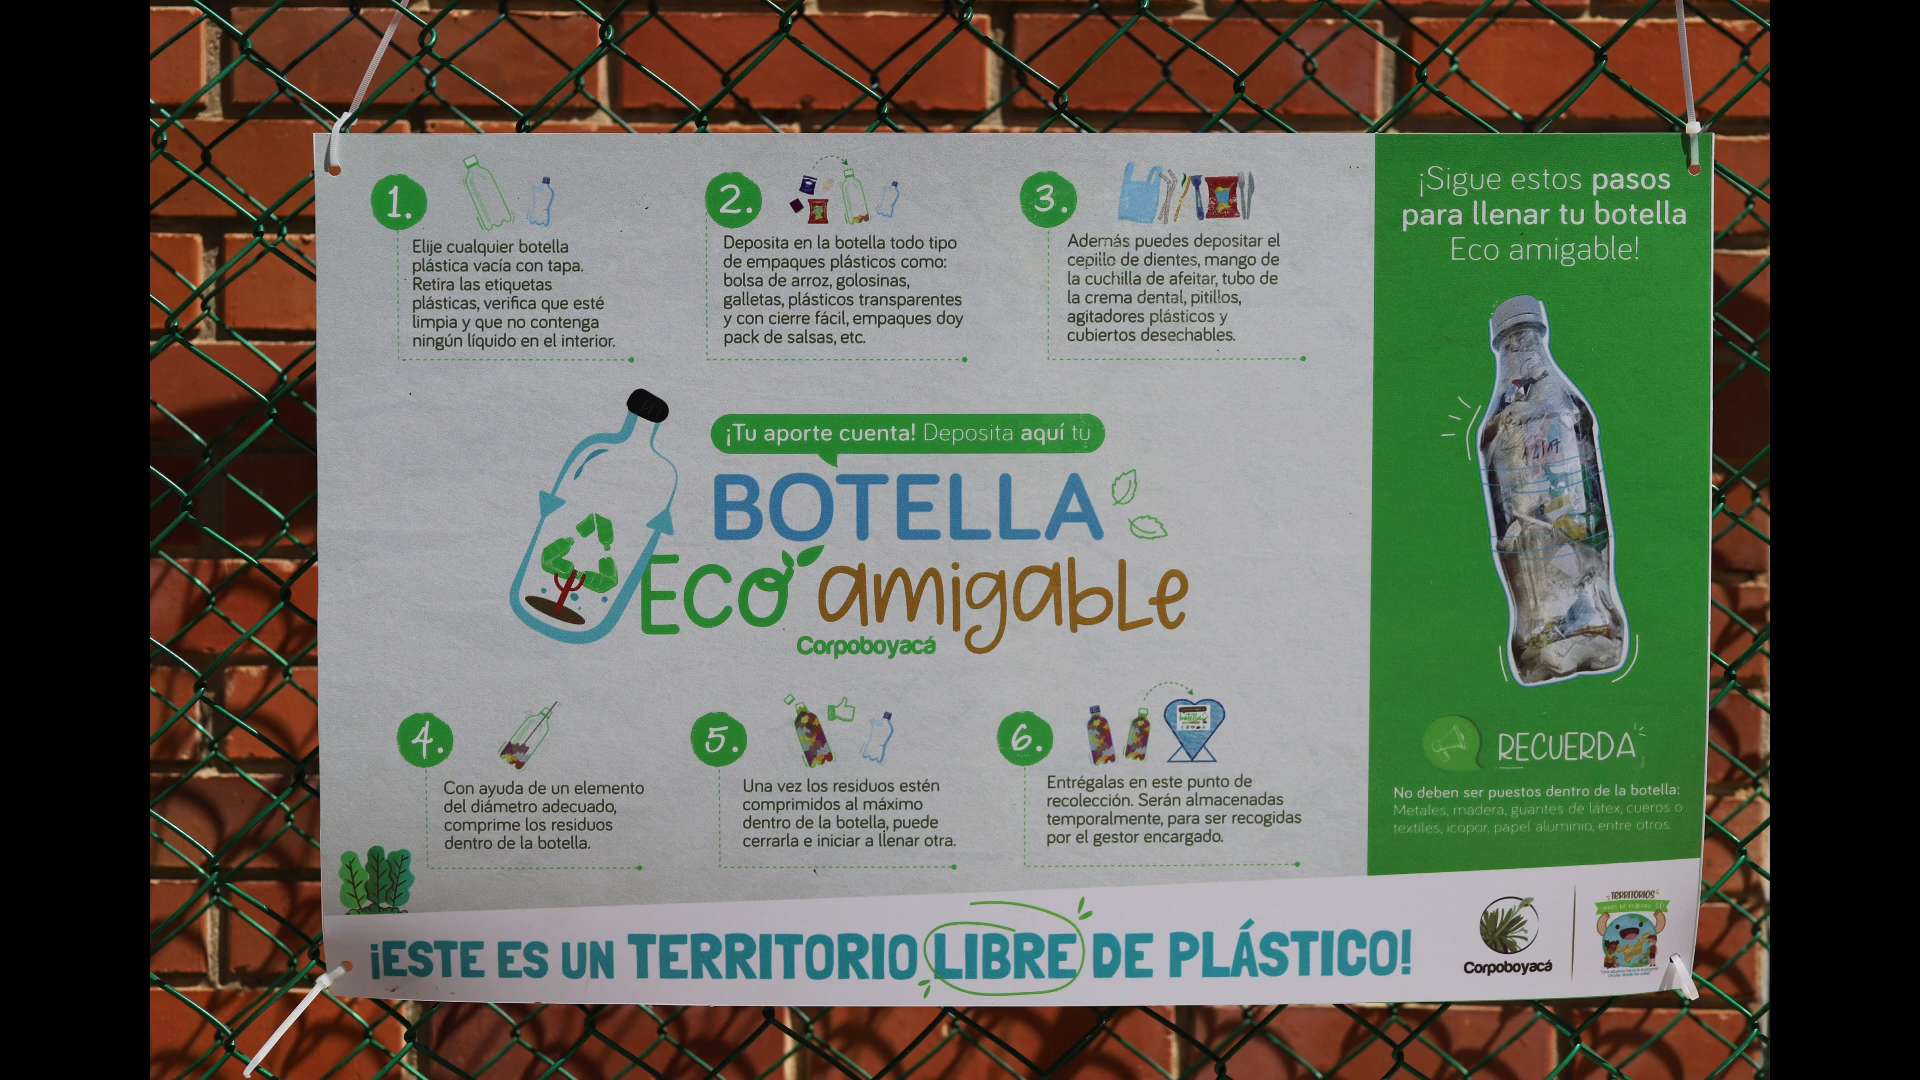 1.
Elije cualquier botella
plástica vacía con tapa.
Retira las etiquetas
plásticas, verifica que esté
limpia y que no contenga
ningún líquido en el interior.
2.
Deposita en la botella todo tipo
de empaques plásticos como:
bolsa de arroz, golosinas,
galletas, plásticos transparentes
y con cierre fácil, empaques doy
pack de salsas, etc.
3.
Además puedes depositar el
cepillo de dientes, mango de
la cuchilla de afeitar, tubo de
la crema dental, pitillos,
agitadores plásticos y
cubiertos desechables.
¡Tu aporte cuenta! Deposita aquí tu
BOTELLA
Eco amigable
Corpoboyacá
4.
Con ayuda de un elemento
del diámetro adecuado,
comprime los residuos
dentro de la botella.
5.
Una vez los residuos estén
comprimidos al máximo
dentro de la botella, puede
cerrarla e iniciar a llenar otra.
6.
Entrégalas en este punto de
recolección. Serán almacenadas
temporalmente, para ser recogidas
por el gestor encargado.
¡Sigue estos pasos
para llenar tu botella
Eco amigable!
RECUERDA
No deben ser puestos dentro de la botella:
Metales, madera, guantes de látex, cueros o
textiles, icopor, papel aluminio, entre otros.
¡ESTE ES UN TERRITORIO LIBRE DE PLÁSTICO!
Corpoboyacá
TERRITORIOS